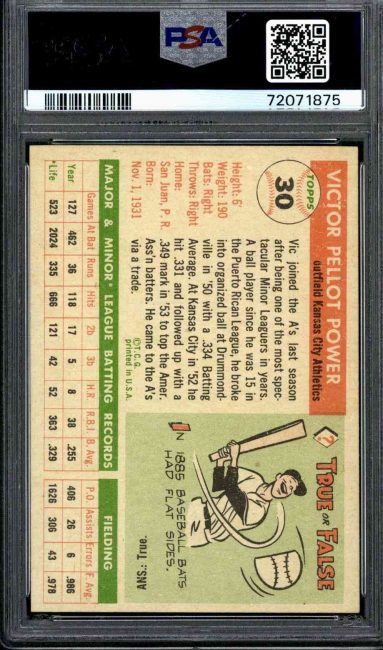 PSA
72071875
TOPPS
30
VICTOR PELLOT POWER
outfield Kansas City Athletics
Height: 6'
Weight: 190
Bats: Right
Throws: Right
Home:
San Juan, P. R.
Born:
Nov. 1, 1931
Vic joined the A's last season
after being one of the most spec-
tacular Minor Leaguers in years.
A ball player since he was 15 in
the Puerto Rican League, he broke
into organized ball at Drummond-
ville in '50 with a .334 Batting
Average. At Kansas City in '52 he
hit .331 and followed up with a
.349 mark in '53 to top the Amer.
Ass'n batters. He came to the A's
via a trade.
©T.C.G.
printed in U.S.A.
?
TRUE OR FALSE
IN 1885 BASEBALL BATS
HAD FLAT SIDES.
ANS.: True.
MAJOR & MINOR* LEAGUE BATTING RECORDS
FIELDING
Year Games At Bat Runs Hits 2b 3b H.R. R.B.I. B. Avg. P.O. Assists Errors F. Avg.
Year 127 462 36 118 17 5 8 38 .255 406 26 6 .986
*Life 523 2024 335 666 121 42 52 363 .329 1626 306 43 .978